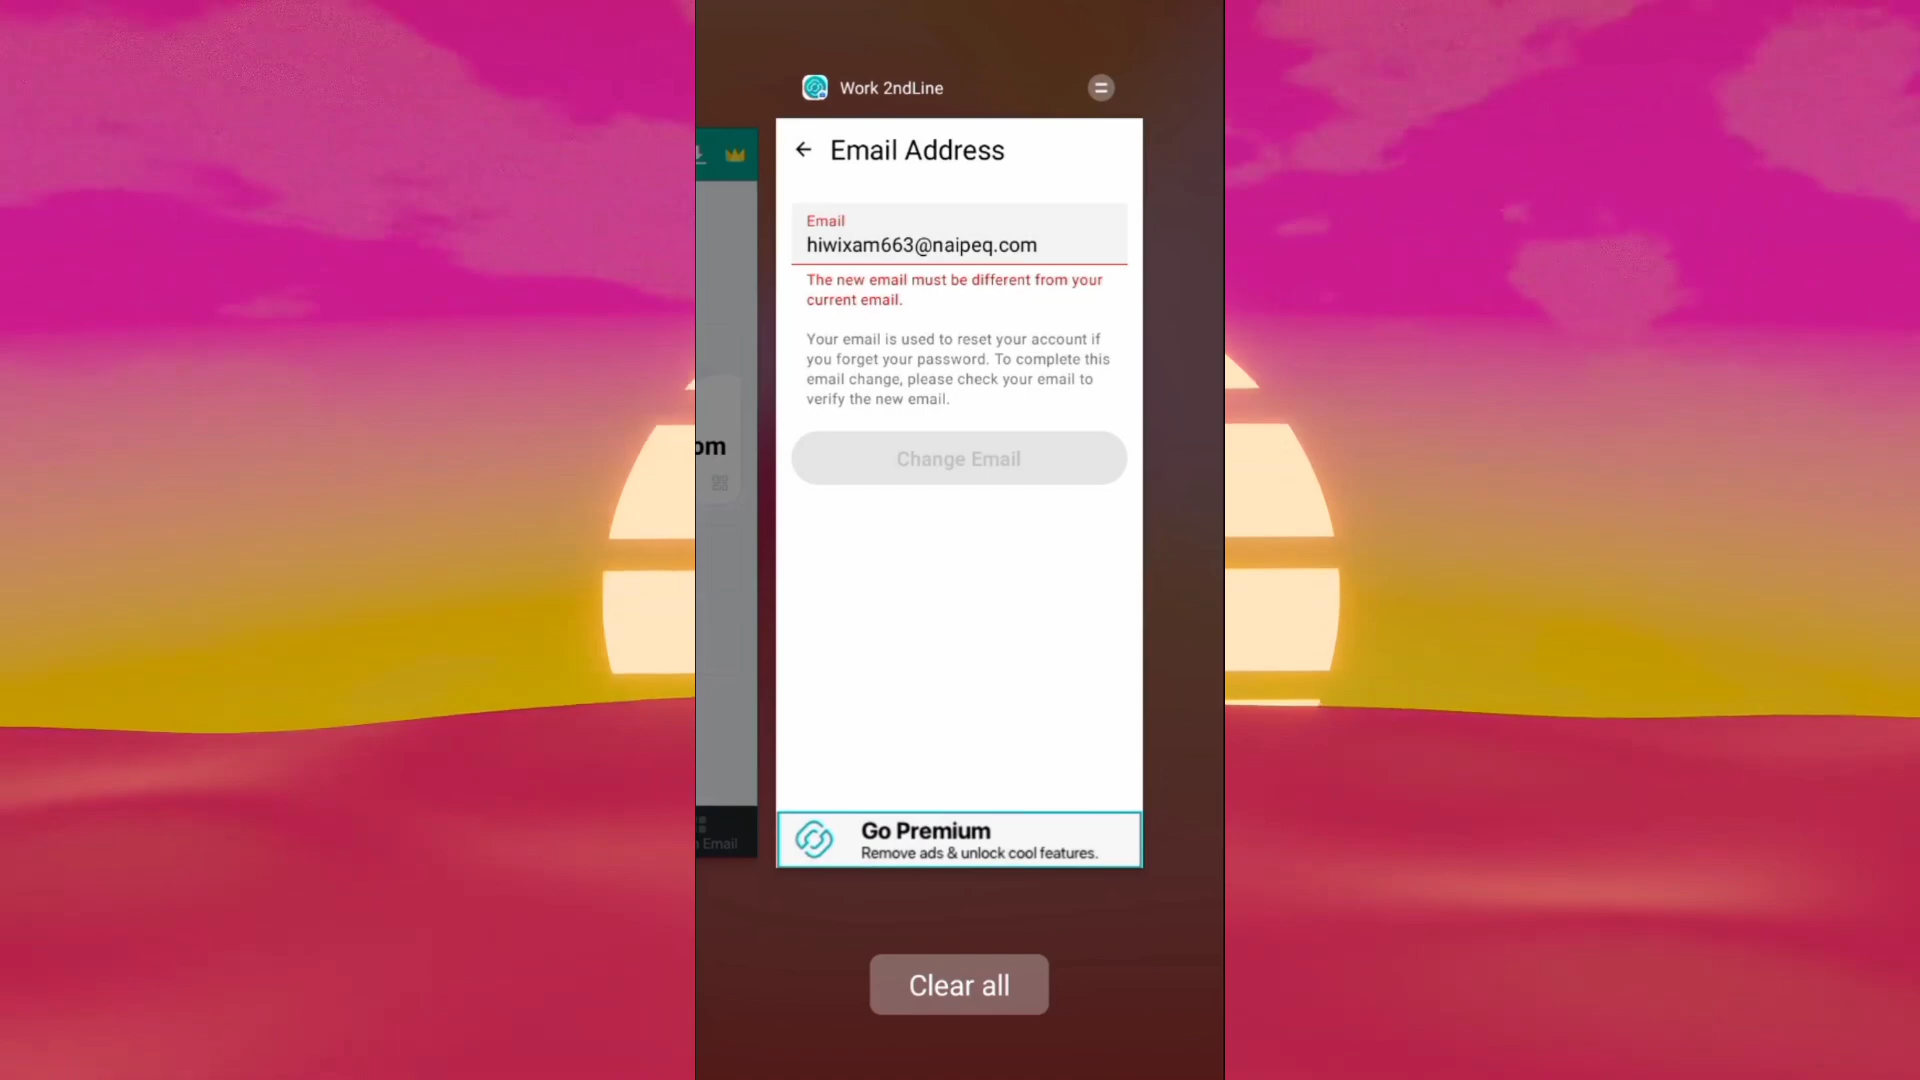 Work 2ndLine
Email Address
Email
hiwixam663@naipeq.com
The new email must be different from your
current email.
Your email is used to reset your account if
you forget your password. To complete this
email change, please check your email to
verify the new email.
Change Email
om
Email
Go Premium
Remove ads & unlock cool features.
Clear all